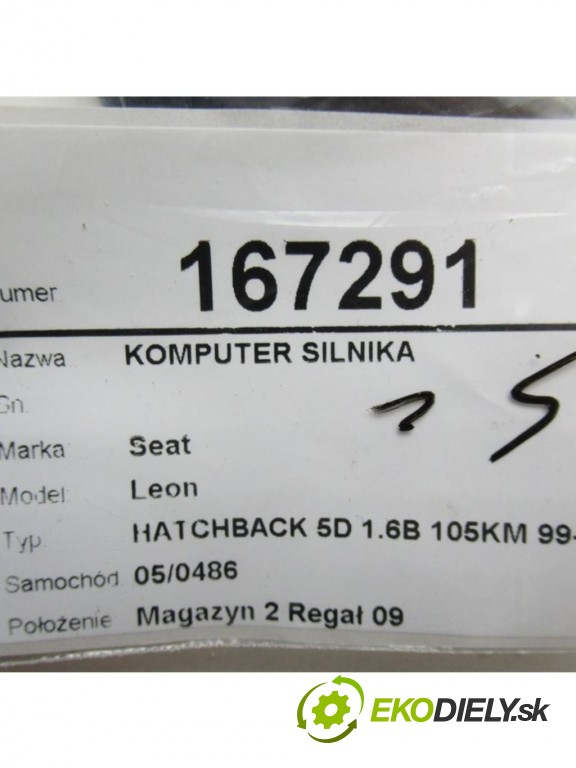 umer 167291
Nazwa KOMPUTER SILNIKA
Gn
Marka Seat
Model Leon
Typ HATCHBACK 5D 1.6B 105KM 99-
Samochód 05/0486
Położenie Magazyn 2 Regał 09
EKODIELY.sk